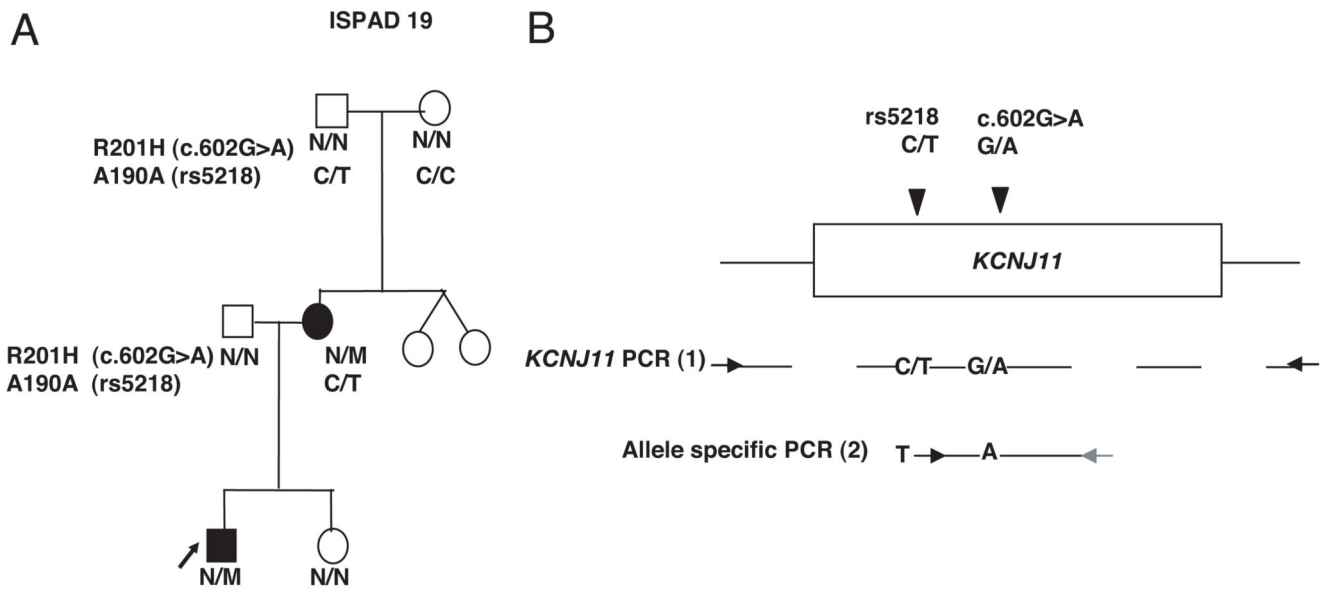 A
ISPAD 19
R201H (c.602G>A) N/N N/N
A190A (rs5218) C/T C/C
R201H (c.602G>A) N/N N/M
A190A (rs5218) C/T
N/M N/N
B
rs5218 c.602G>A
C/T G/A
KCNJ11
KCNJ11 PCR (1) C/T G/A
Allele specific PCR (2) T A